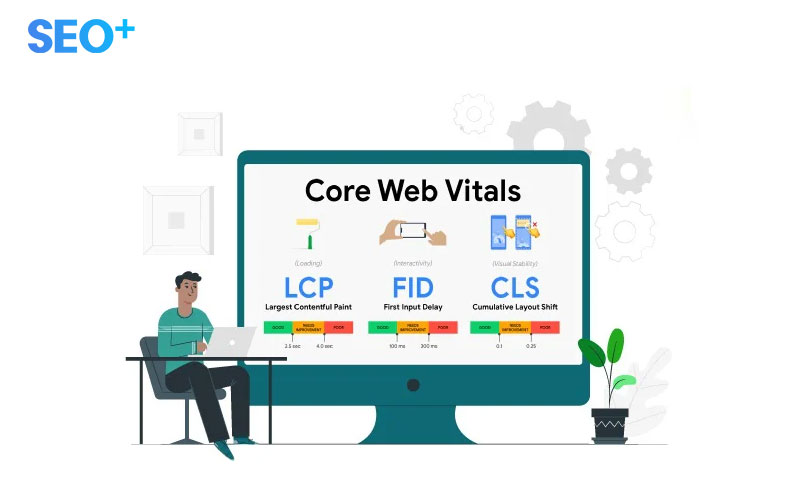 SEO+
Core Web Vitals
(Loading)
(Interactivity)
(Visual Stability)
LCP
FID
CLS
Largest Contentful Paint
First Input Delay
Cumulative Layout Shift
GOOD
NEEDS
IMPROVEMENT
POOR
GOOD
NEEDS
IMPROVEMENT
POOR
GOOD
NEEDS
IMPROVEMENT
POOR
2.5 sec
4.0 sec
100 ms
300 ms
0.1
0.25